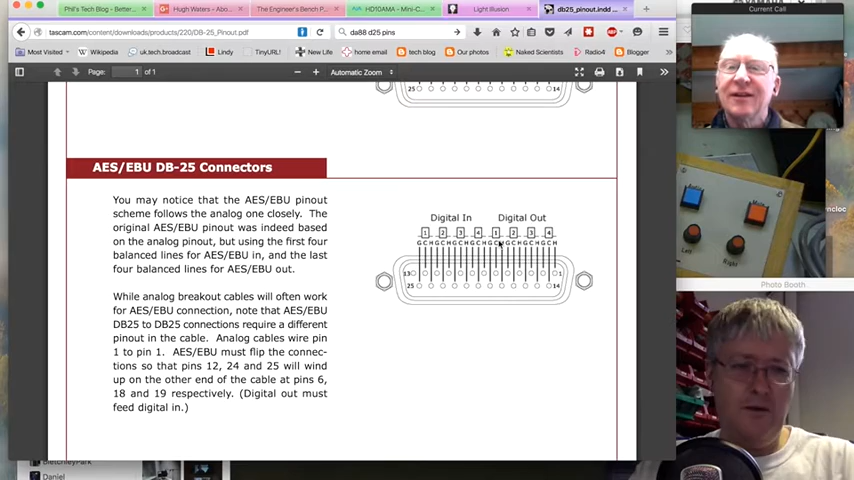 Phil's Tech Blog - Better...
Hugh Waters – Abo...
The Engineer's Bench P...
HD10AMA – Mini-C...
Light Illusion
db25_pinout.indd ...
Current Call
tascam.com/content/downloads/products/220/DB-25_Pinout.pdf
da88 d25 pins
Most Visited
Wikipedia
uk.tech.broadcast
Lindy
TinyURL!
New Life
home email
tech blog
Our photos
Naked Scientists
Radio4
Blogger
Page: 1 of 1
Automatic Zoom
25
14
AES/EBU DB-25 Connectors
You may notice that the AES/EBU pinout
scheme follows the analog one closely. The
original AES/EBU pinout was indeed based
on the analog pinout, but using the first four
balanced lines for AES/EBU in, and the last
four balanced lines for AES/EBU out.
While analog breakout cables will often work
for AES/EBU connection, note that AES/EBU
DB25 to DB25 connections require a different
pinout in the cable. Analog cables wire pin
1 to pin 1. AES/EBU must flip the connec-
tions so that pins 12, 24 and 25 will wind
up on the other end of the cable at pins 6,
18 and 19 respectively. (Digital out must
feed digital in.)
Digital In Digital Out
1 2 3 4 1 2 3 4
G C H G C H G C H G C H G C H G C H G C H G C H
13 1
25 14
Main
Left
Right
Photo Booth
BletchleyPark
Daniel